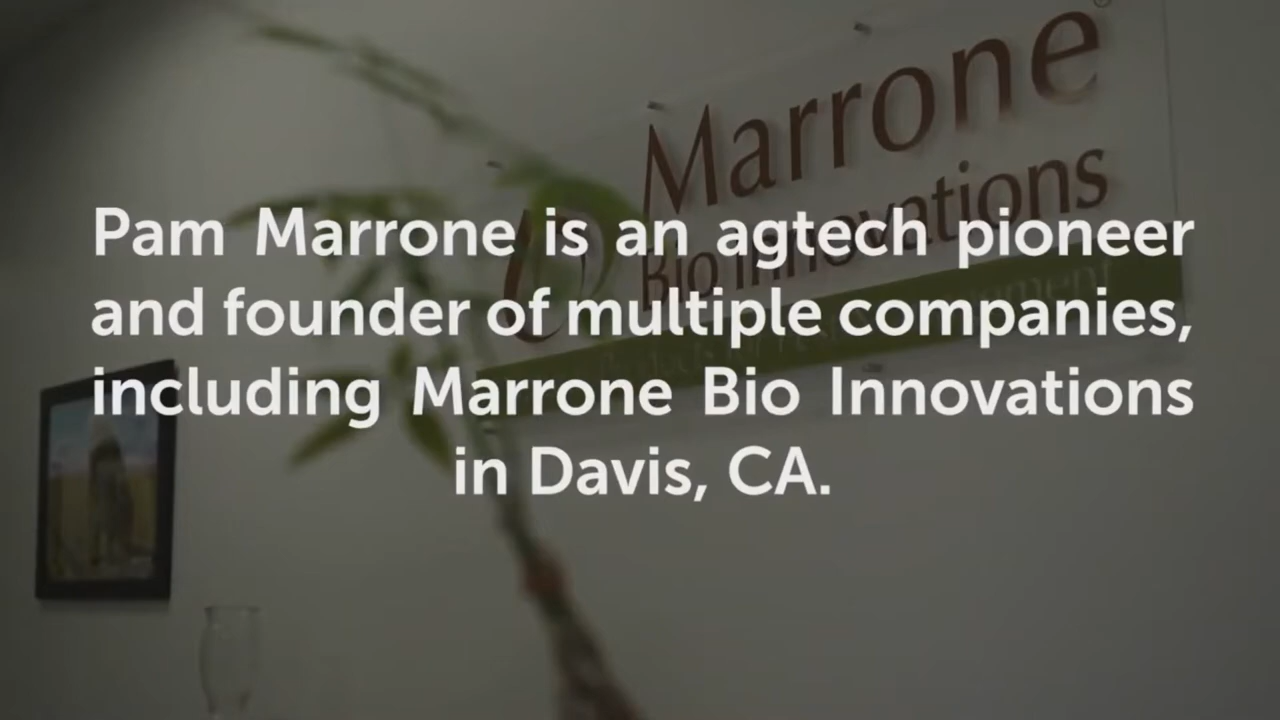 Marrone®
Bio Innovations
Pam Marrone is an agtech pioneer
and founder of multiple companies,
including Marrone Bio Innovations
in Davis, CA.